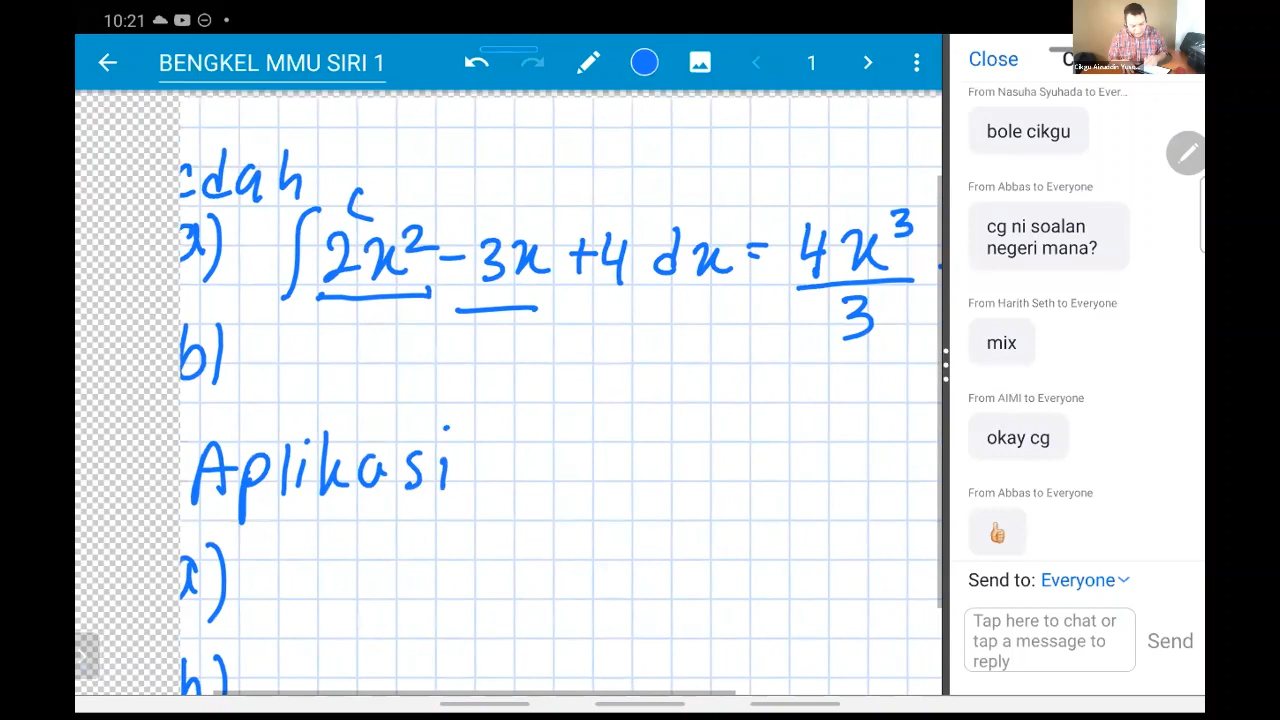 10:21
BENGKEL MMU SIRI 1
1
edah
a) ∫ 2x² - 3x + 4 dx = 4x³ / 3
b)
Aplikasi
a)
b)
Close
From Nasuha Syuhada to Ever...
bole cikgu
From Abbas to Everyone
cg ni soalan
negeri mana?
From Harith Seth to Everyone
mix
From AIMI to Everyone
okay cg
From Abbas to Everyone
👍🏼
Send to: Everyone
Tap here to chat or
tap a message to
reply
Send